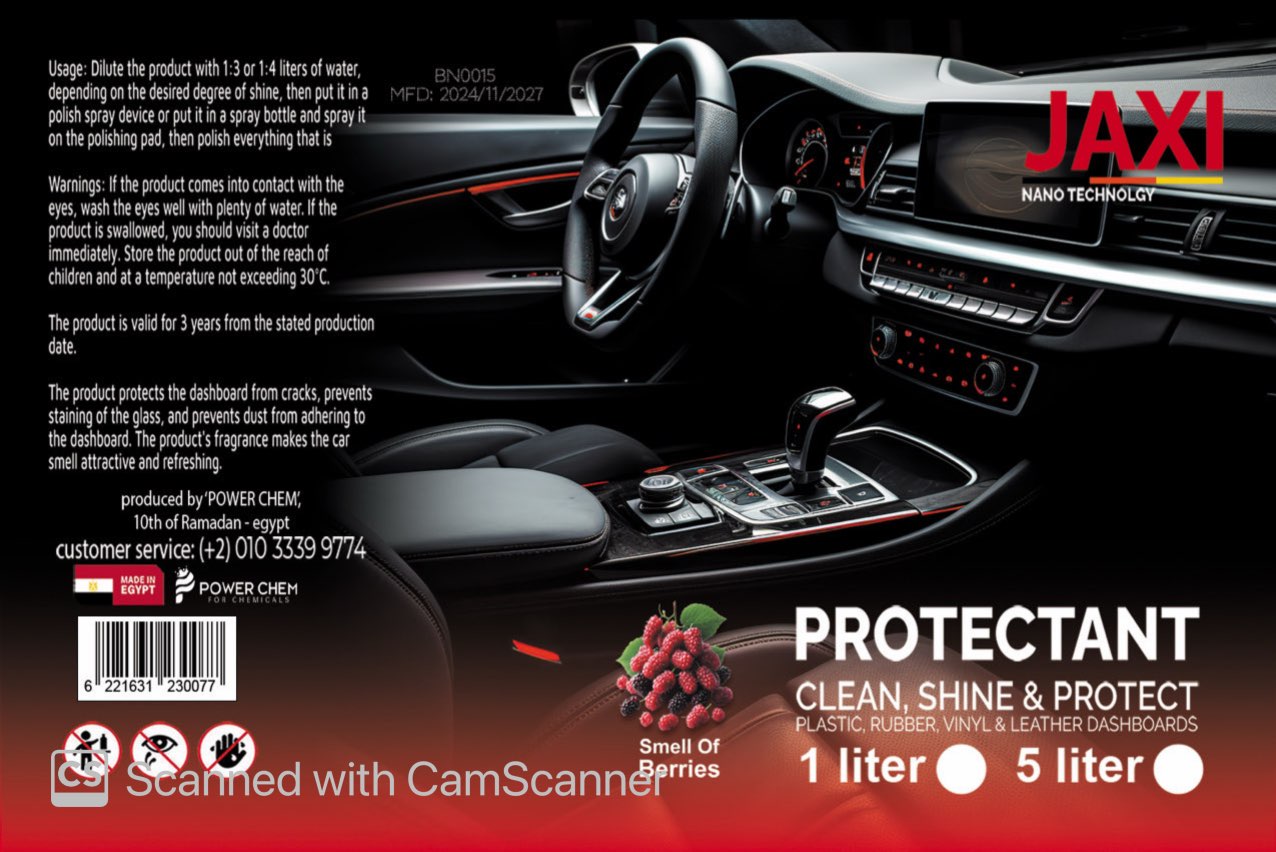 Usage: Dilute the product with 1:3 or 1:4 liters of water,
depending on the desired degree of shine, then put it in a
polish spray device or put it in a spray bottle and spray it
on the polishing pad, then polish everything that is
Warnings: If the product comes into contact with the
eyes, wash the eyes well with plenty of water. If the
product is swallowed, you should visit a doctor
immediately. Store the product out of the reach of
children and at a temperature not exceeding 30°C.
The product is valid for 3 years from the stated production
date.
The product protects the dashboard from cracks, prevents
staining of the glass, and prevents dust from adhering to
the dashboard. The product's fragrance makes the car
smell attractive and refreshing.
produced by 'POWER CHEM',
10th of Ramadan - egypt
customer service: (+2) 010 3339 9774
MADE IN
EGYPT
POWER CHEM
FOR CHEMICALS
6 221631 230077
BN0015
MFD: 2024/11/2027
JAXI
NANO TECHNOLGY
Smell Of
Berries
PROTECTANT
CLEAN, SHINE & PROTECT
PLASTIC, RUBBER, VINYL & LEATHER DASHBOARDS
1 liter 5 liter
CS Scanned with CamScanner